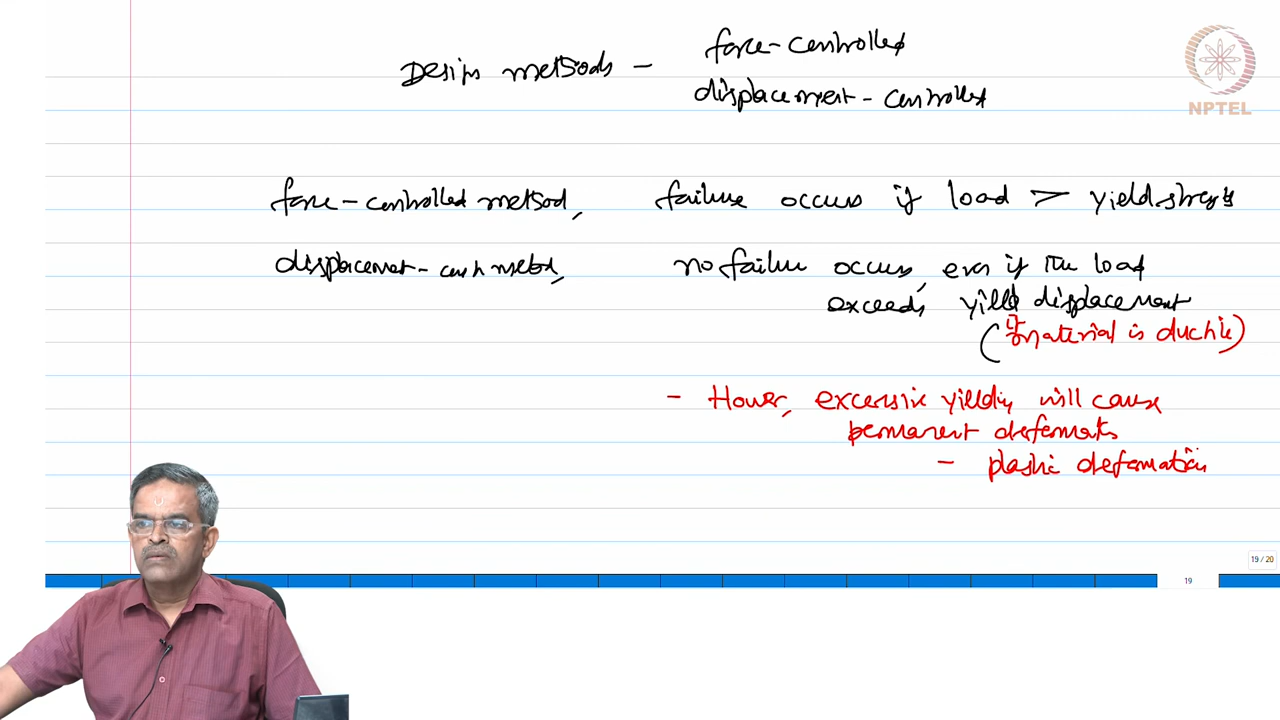 Design methods - force-controlled
displacement - controlled
NPTEL
force - controlled method, failure occurs if load > yield stress
displacement - cont method, no failure occurs, even if the load
exceeds yield displacement
(if material is ductile)
- However, excessive yielding will cause
permanent deformats
- plastic deformation
19 / 20
19